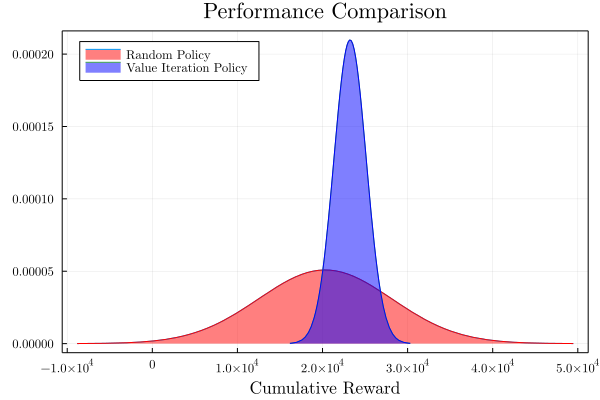 Performance Comparison
Random Policy
Value Iteration Policy
0.00020
0.00015
0.00010
0.00005
0.00000
−1.0×10⁴ 0 1.0×10⁴ 2.0×10⁴ 3.0×10⁴ 4.0×10⁴ 5.0×10⁴
Cumulative Reward